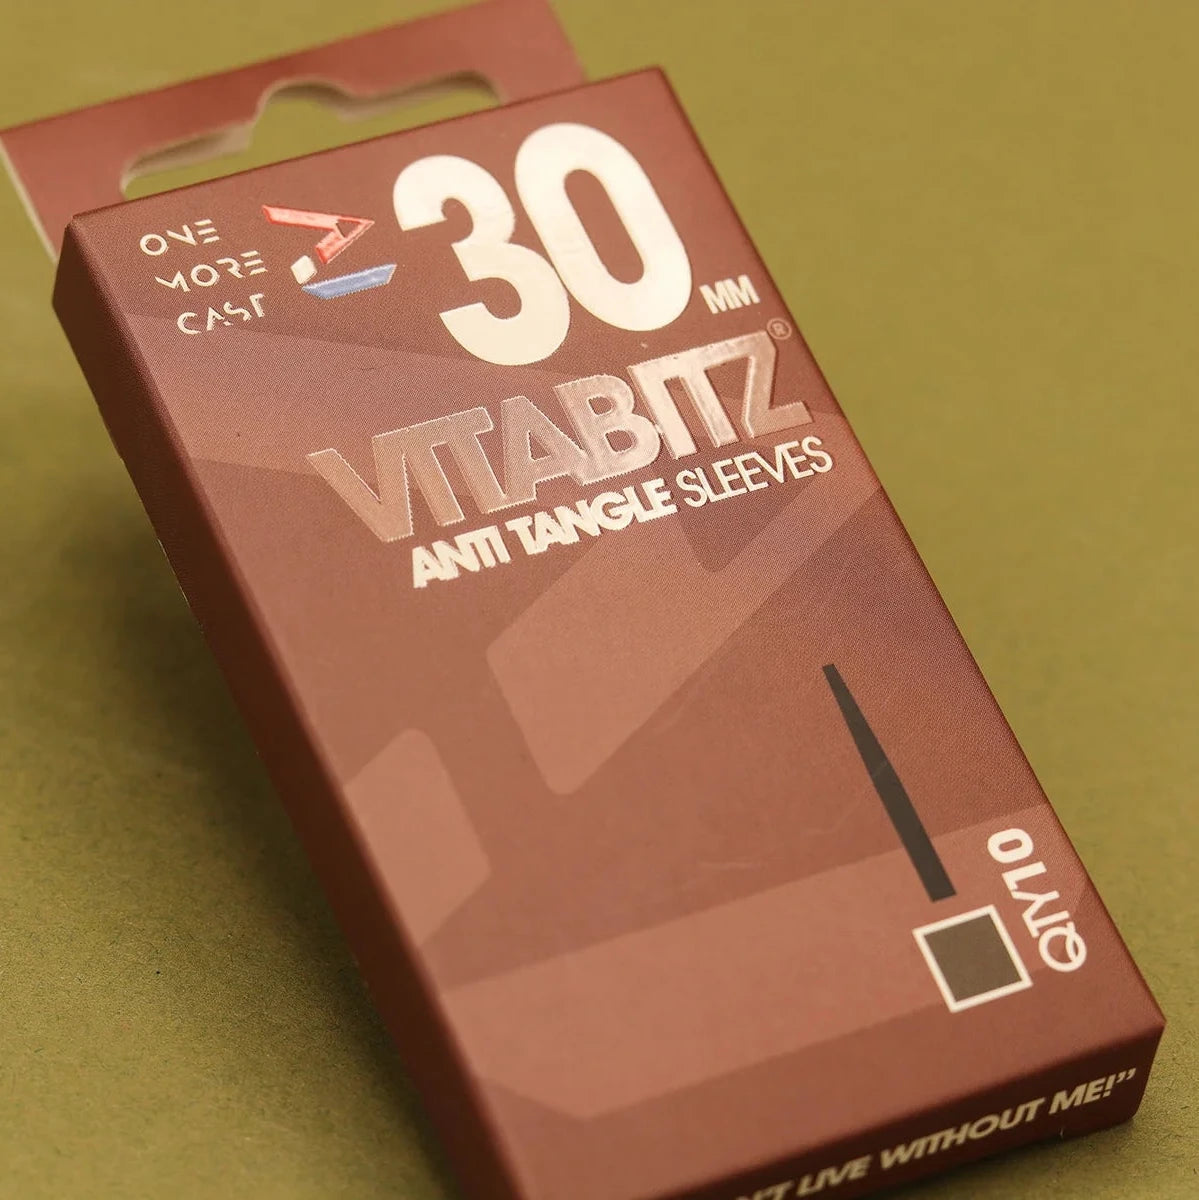 ONE
MORE
CAST
30 MM
VITABITZ®
ANTI TANGLE SLEEVES
QTY10
LIVE WITHOUT ME!”